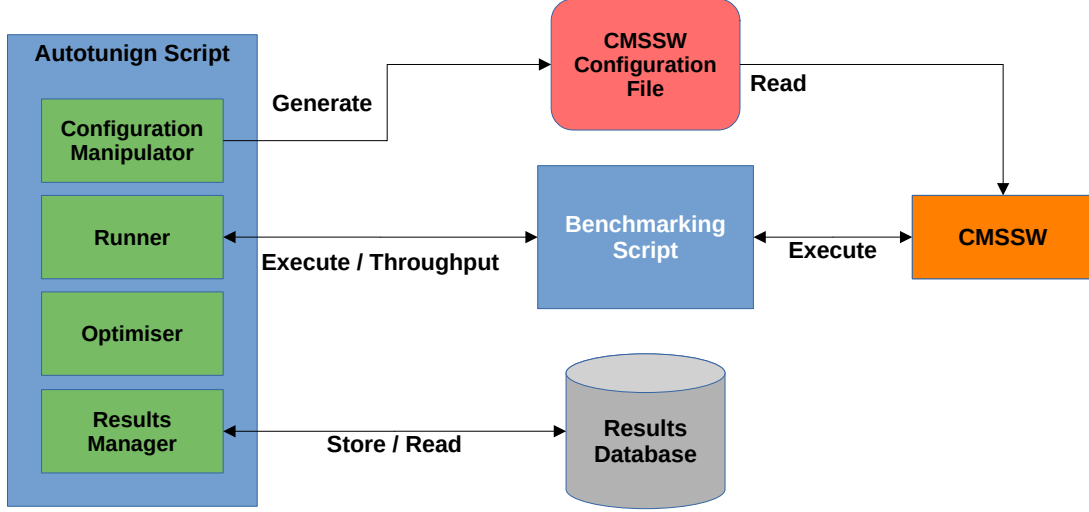 Autotunign Script
Configuration
Manipulator
Runner
Optimiser
Results
Manager
Generate
CMSSW
Configuration
File
Read
Execute / Throughput
Benchmarking
Script
Execute
CMSSW
Store / Read
Results
Database